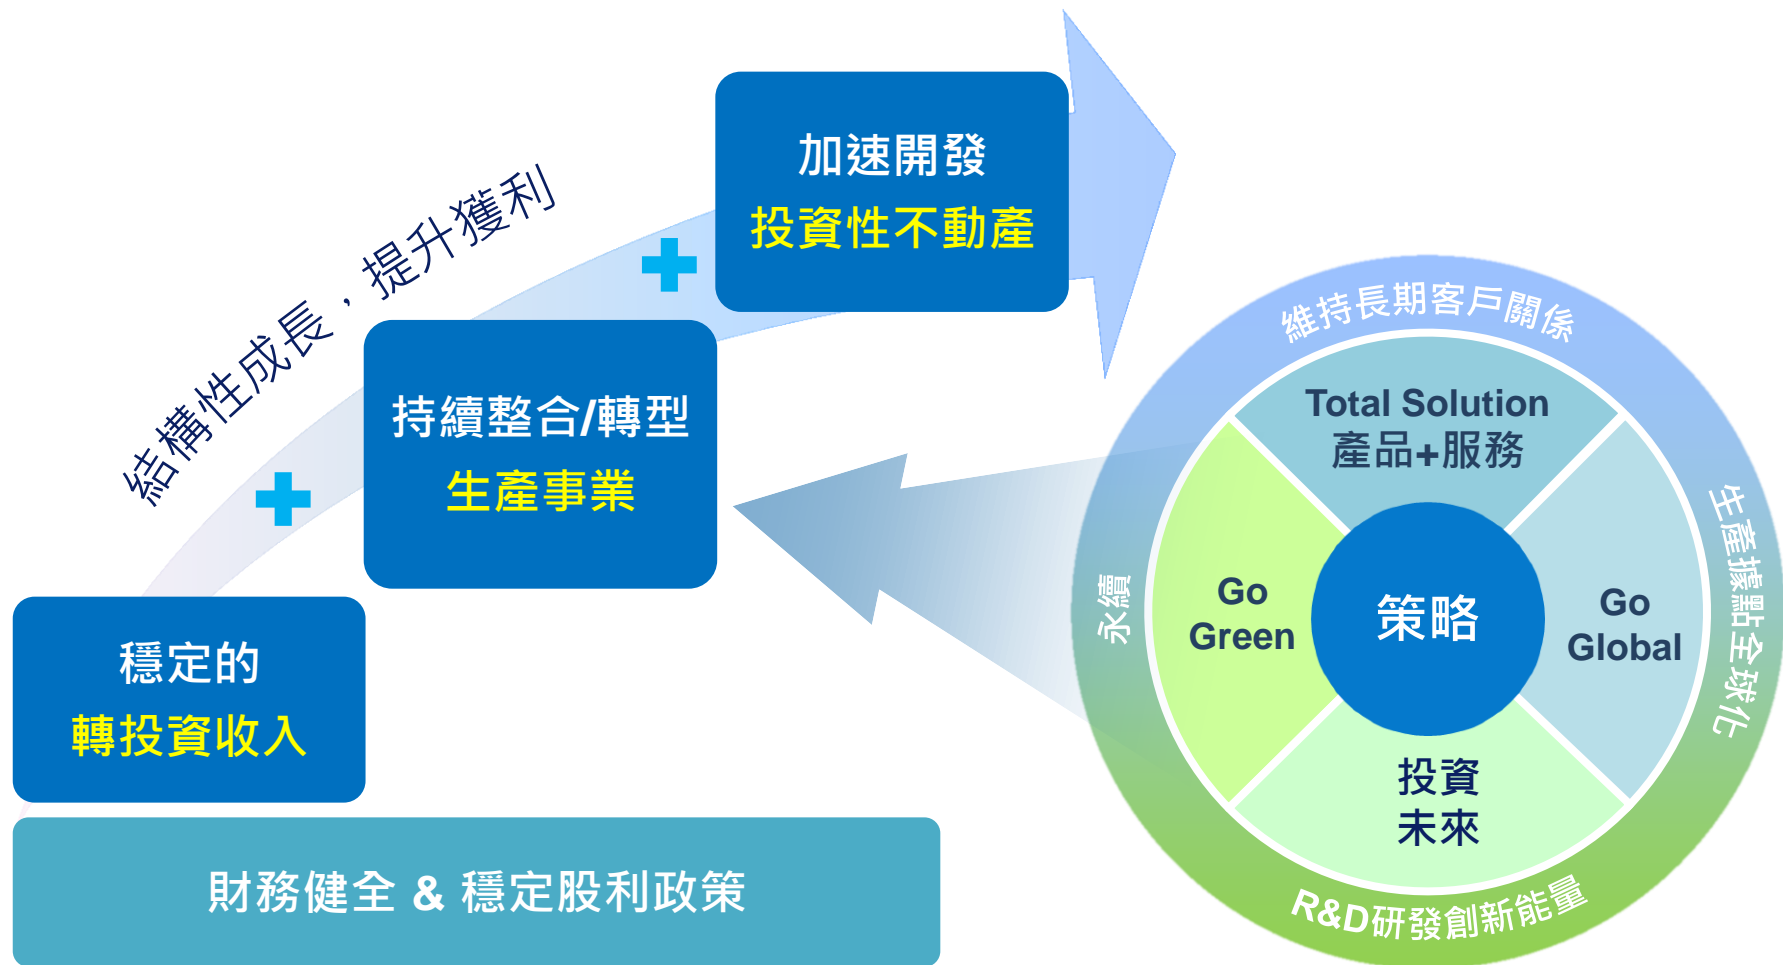 結構性成長，提升獲利
加速開發
投資性不動產
持續整合/轉型
生產事業
穩定的
轉投資收入
財務健全 & 穩定股利政策
維持長期客戶關係
Total Solution
產品+服務
生產據點全球化
Go
Global
永續
Go
Green
策略
投資
未來
R&D研發創新能量